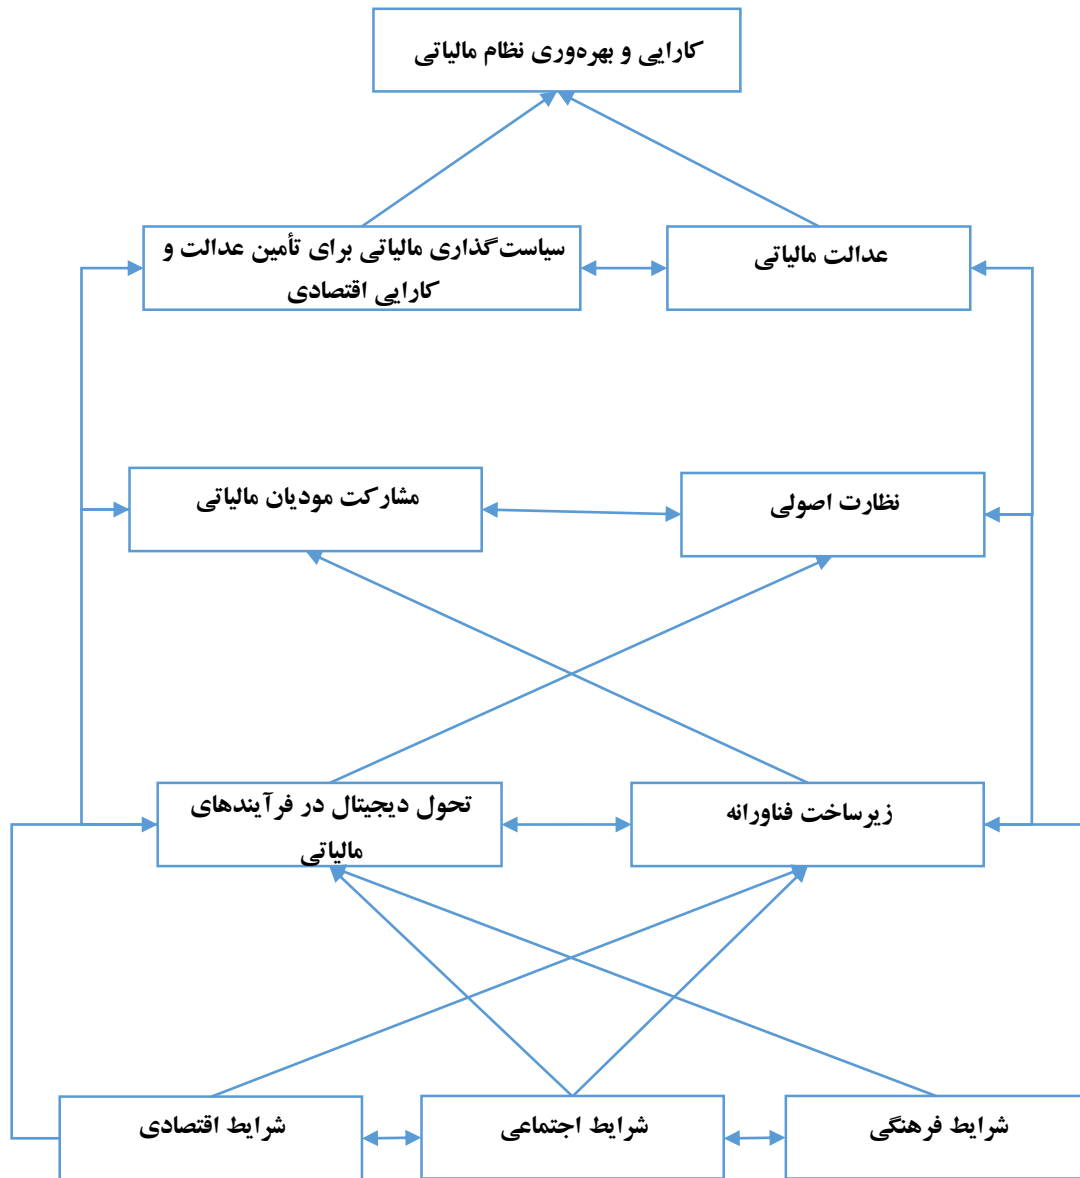 کارایی و بهره‌وری نظام مالیاتی
عدالت مالیاتی
سیاست‌گذاری مالیاتی برای تأمین عدالت و
کارایی اقتصادی
نظارت اصولی
مشارکت مودیان مالیاتی
زیرساخت فناورانه
تحول دیجیتال در فرآیندهای
مالیاتی
شرایط فرهنگی
شرایط اجتماعی
شرایط اقتصادی